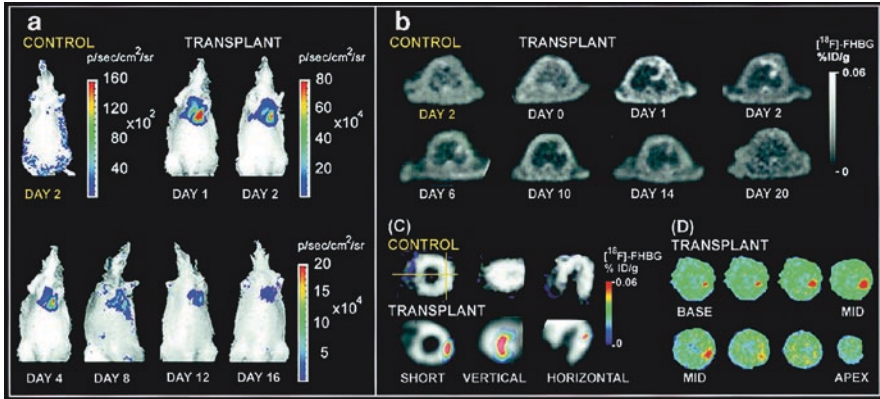 a
CONTROL TRANSPLANT
p/sec/cm²/sr p/sec/cm²/sr
160 80
120 60
x10² x10⁴
80 40
40 20
DAY 2 DAY 1 DAY 2
p/sec/cm²/sr
20
15
x10⁴
10
5
DAY 4 DAY 8 DAY 12 DAY 16
b
CONTROL TRANSPLANT
[¹⁸F]-FHBG
%ID/g
0.06
0
DAY 2 DAY 0 DAY 1 DAY 2
DAY 6 DAY 10 DAY 14 DAY 20
(C)
CONTROL
[¹⁸F]-FHBG
% ID/g
0.06
.0
TRANSPLANT
SHORT VERTICAL HORIZONTAL
(D)
TRANSPLANT
BASE MID
MID APEX